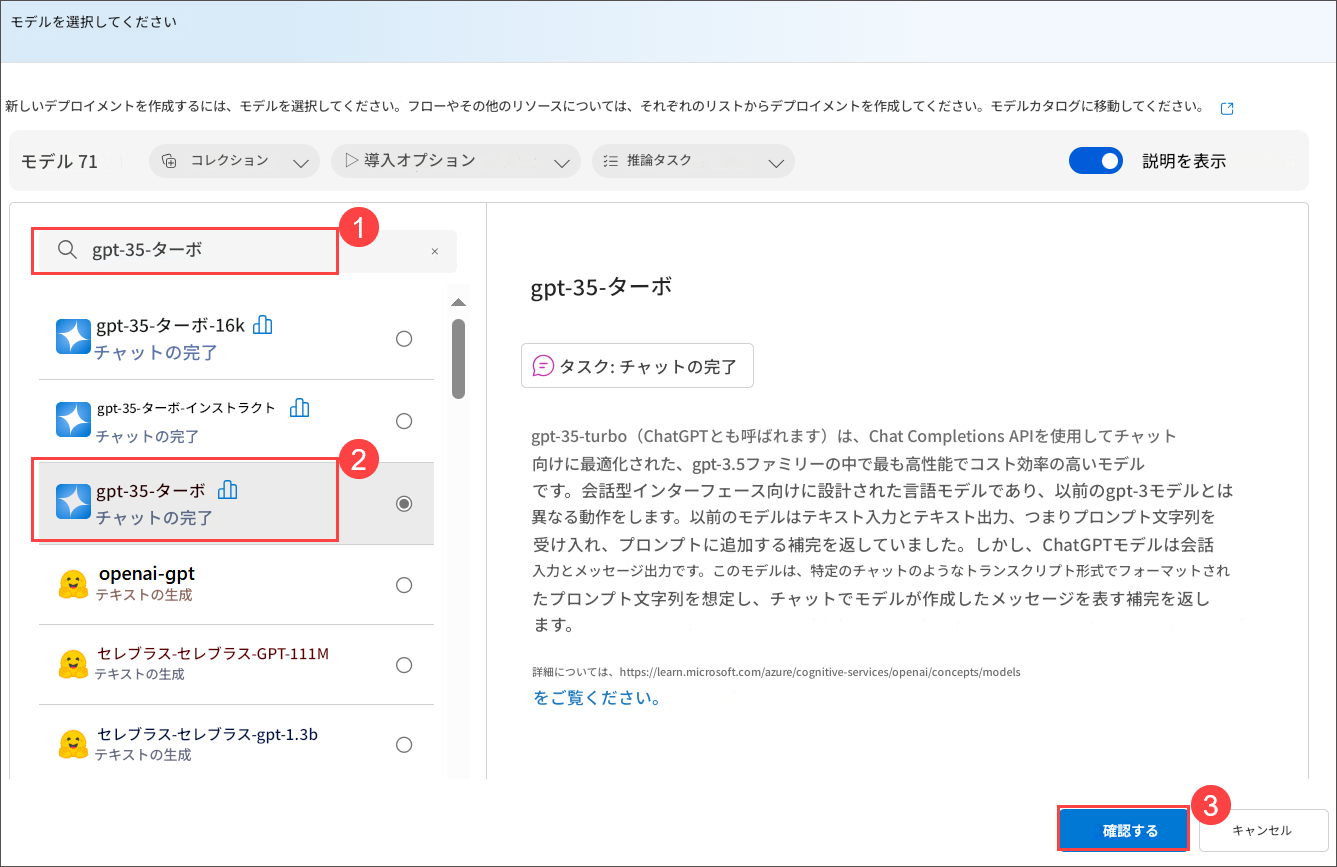 モデルを選択してください
新しいデプロイメントを作成するには、モデルを選択してください。フローやその他のリソースについては、それぞれのリストからデプロイメントを作成してください。モデルカタログに移動してください。
モデル 71
コレクション
導入オプション
推論タスク
説明を表示
gpt-35-ターボ
×
1
gpt-35-ターボ-16k
チャットの完了
gpt-35-ターボ-インストラクト
チャットの完了
2
gpt-35-ターボ
チャットの完了
openai-gpt
テキストの生成
セレブラス-セレブラス-GPT-111M
テキストの生成
セレブラス-セレブラス-gpt-1.3b
テキストの生成
gpt-35-ターボ
タスク: チャットの完了
gpt-35-turbo（ChatGPTとも呼ばれます）は、Chat Completions APIを使用してチャット
向けに最適化された、gpt-3.5ファミリーの中で最も高性能でコスト効率の高いモデル
です。会話型インターフェース向けに設計された言語モデルであり、以前のgpt-3モデルとは
異なる動作をします。以前のモデルはテキスト入力とテキスト出力、つまりプロンプト文字列を
受け入れ、プロンプトに追加する補完を返していました。しかし、ChatGPTモデルは会話
入力とメッセージ出力です。このモデルは、特定のチャットのようなトランスクリプト形式でフォーマットされ
たプロンプト文字列を想定し、チャットでモデルが作成したメッセージを表す補完を返し
ます。
詳細については、https://learn.microsoft.com/azure/cognitive-services/openai/concepts/models
をご覧ください。
3
確認する
キャンセル